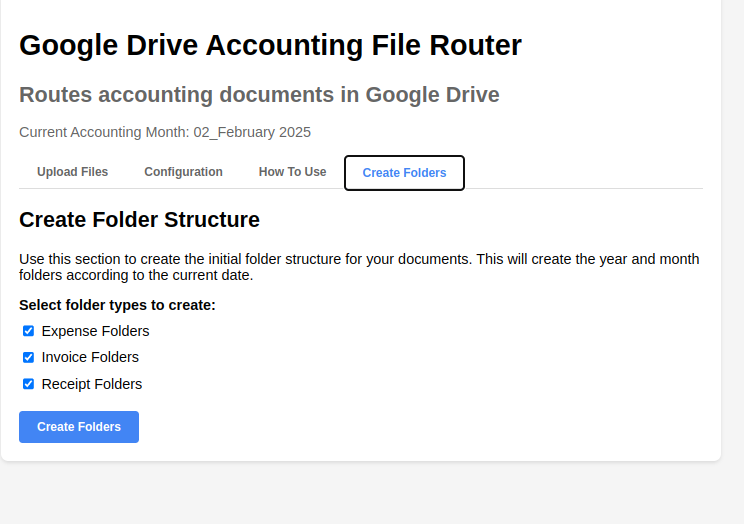 Google Drive Accounting File Router
Routes accounting documents in Google Drive
Current Accounting Month: 02_February 2025
Upload Files Configuration How To Use Create Folders
Create Folder Structure
Use this section to create the initial folder structure for your documents. This will create the year and month
folders according to the current date.
Select folder types to create:
Expense Folders
Invoice Folders
Receipt Folders
Create Folders